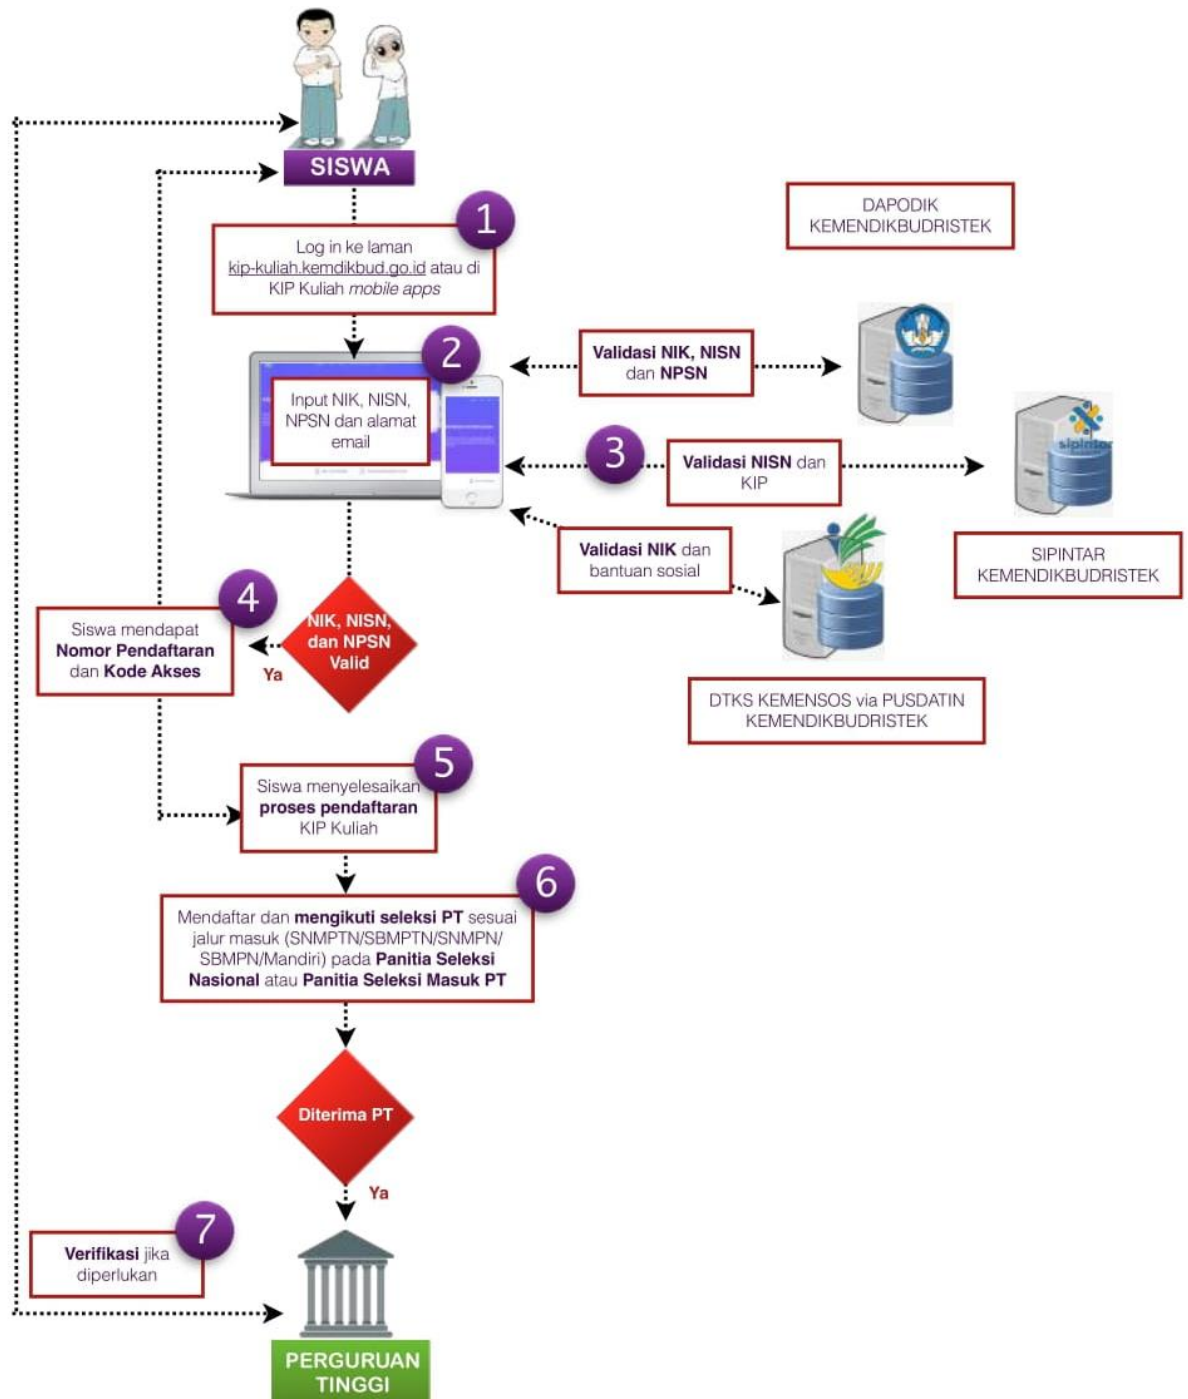 SISWA
1
Log in ke laman
kip-kuliah.kemdikbud.go.id atau di
KIP Kuliah mobile apps
DAPODIK
KEMENDIKBUDRISTEK
2
Input NIK, NISN,
NPSN dan alamat
email
Validasi NIK, NISN
dan NPSN
3
Validasi NISN dan
KIP
sipintar
SIPINTAR
KEMENDIKBUDRISTEK
Validasi NIK dan
bantuan sosial
DTKS KEMENSOS via PUSDATIN
KEMENDIKBUDRISTEK
NIK, NISN,
dan NPSN
Valid
Ya
4
Siswa mendapat
Nomor Pendaftaran
dan Kode Akses
5
Siswa menyelesaikan
proses pendaftaran
KIP Kuliah
6
Mendaftar dan mengikuti seleksi PT sesuai
jalur masuk (SNMPTN/SBMPTN/SNMPN/
SBMPN/Mandiri) pada Panitia Seleksi
Nasional atau Panitia Seleksi Masuk PT
Diterima PT
Ya
7
Verifikasi jika
diperlukan
PERGURUAN
TINGGI